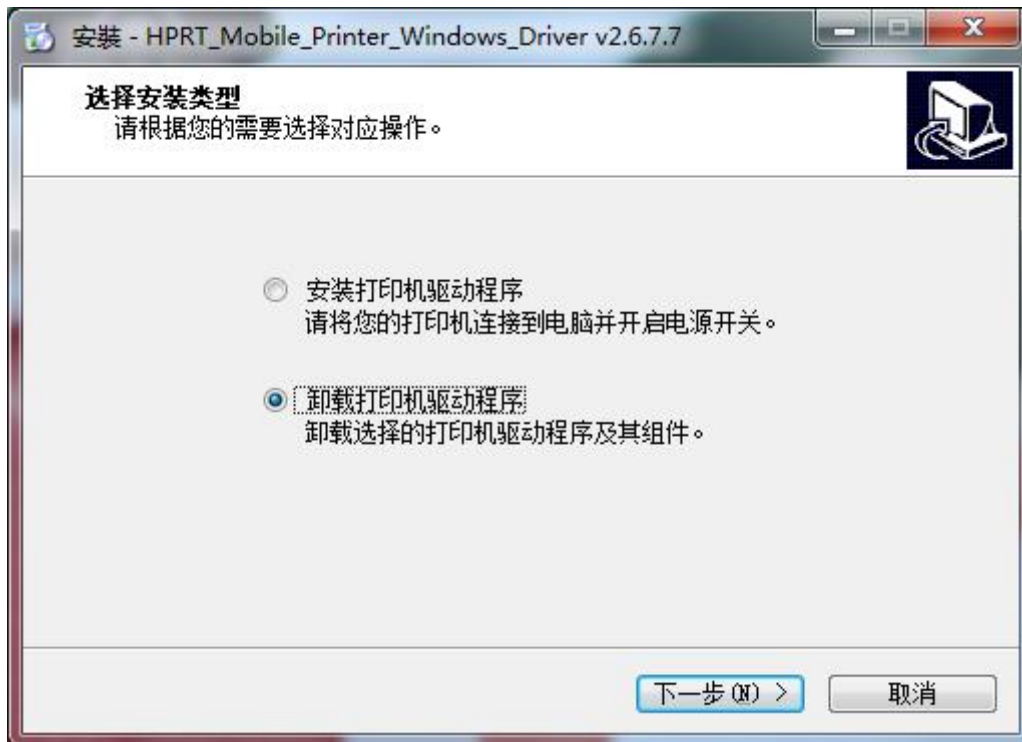 安裝 - HPRT_Mobile_Printer_Windows_Driver v2.6.7.7
选择安装类型
请根据您的需要选择对应操作。
安装打印机驱动程序
请将您的打印机连接到电脑并开启电源开关。
卸载打印机驱动程序
卸载选择的打印机驱动程序及其组件。
下一步(N) >
取消